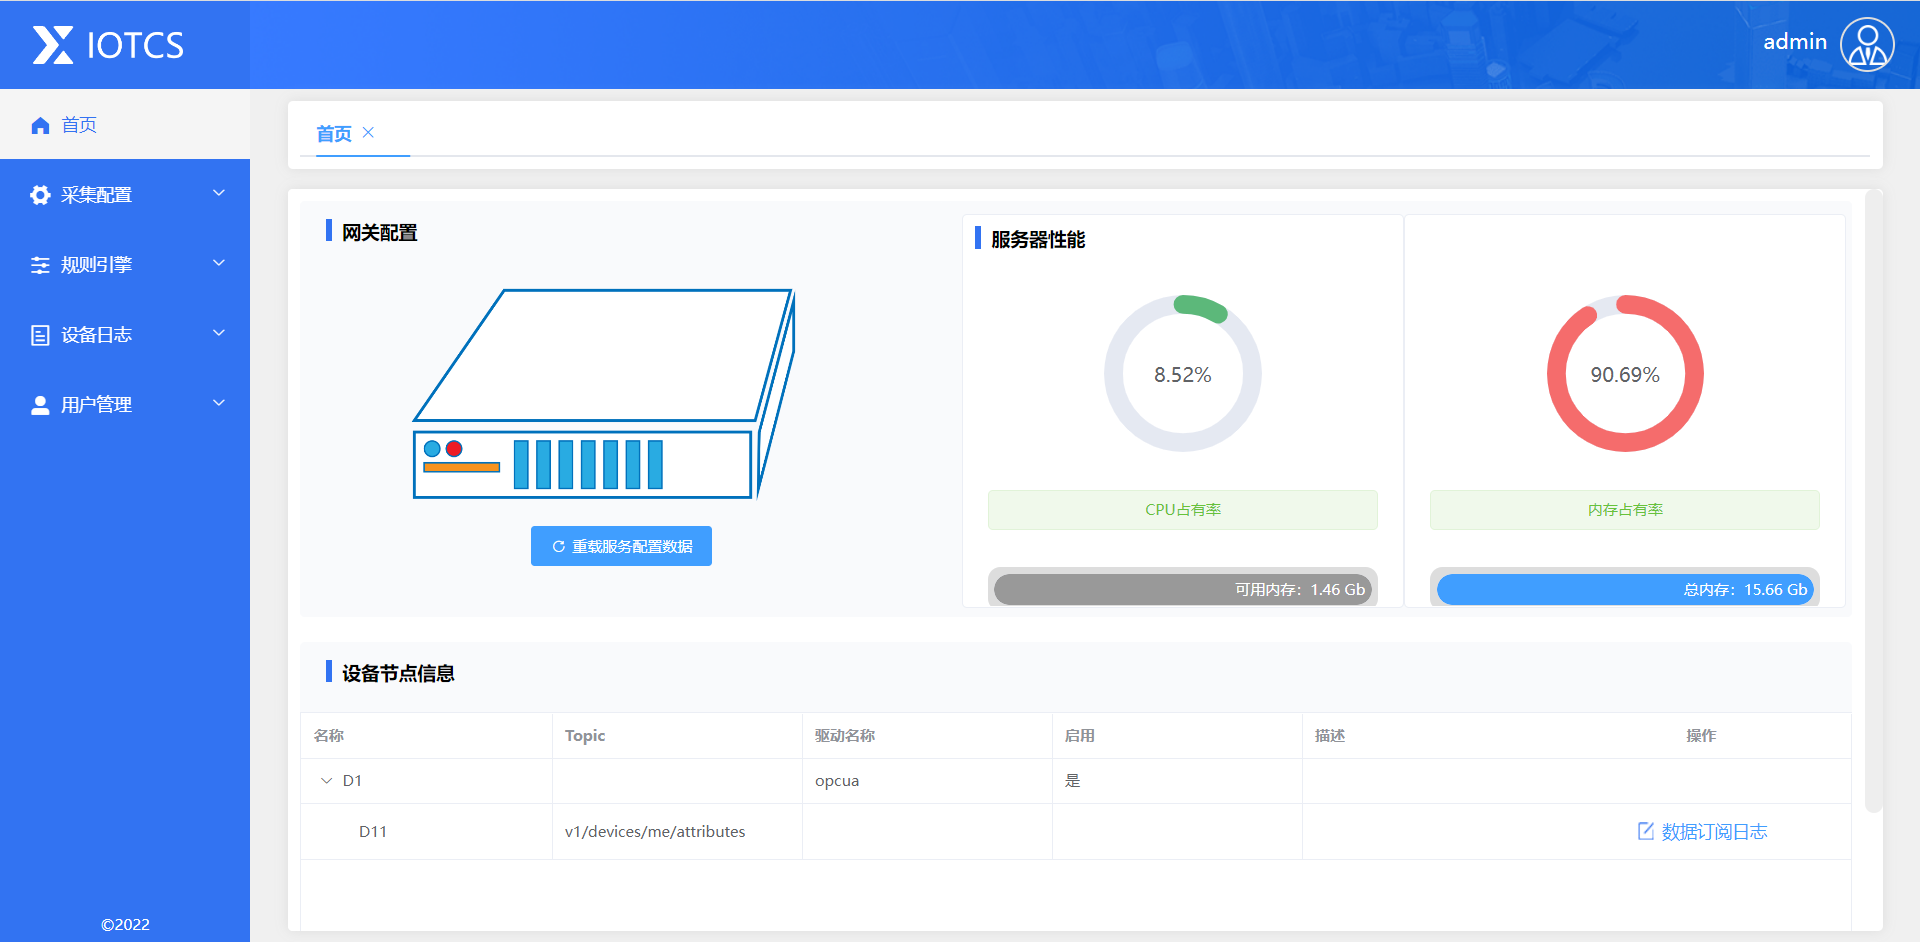 IOTCS
admin
首页
采集配置
规则引擎
设备日志
用户管理
©2022
首页
网关配置
重载服务配置数据
服务器性能
8.52%
90.69%
CPU占有率
内存占有率
可用内存：1.46 Gb
总内存：15.66 Gb
设备节点信息
名称 Topic 驱动名称 启用 描述 操作
D1 opcua 是
D11 v1/devices/me/attributes 数据订阅日志